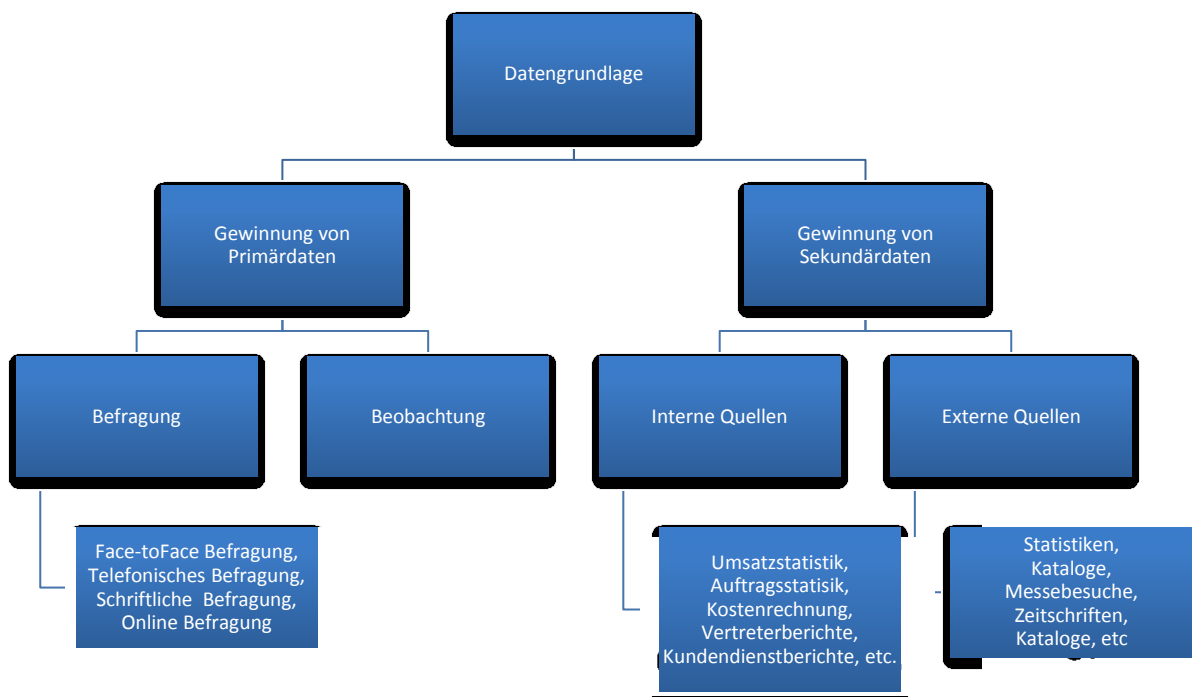 Datengrundlage
Gewinnung von
Primärdaten
Gewinnung von
Sekundärdaten
Befragung
Beobachtung
Interne Quellen
Externe Quellen
Face-toFace Befragung,
Telefonisches Befragung,
Schriftliche Befragung,
Online Befragung
Umsatzstatistik,
Auftragsstatisik,
Kostenrechnung,
Vertreterberichte,
Kundendienstberichte, etc.
Statistiken,
Kataloge,
Messebesuche,
Zeitschriften,
Kataloge, etc